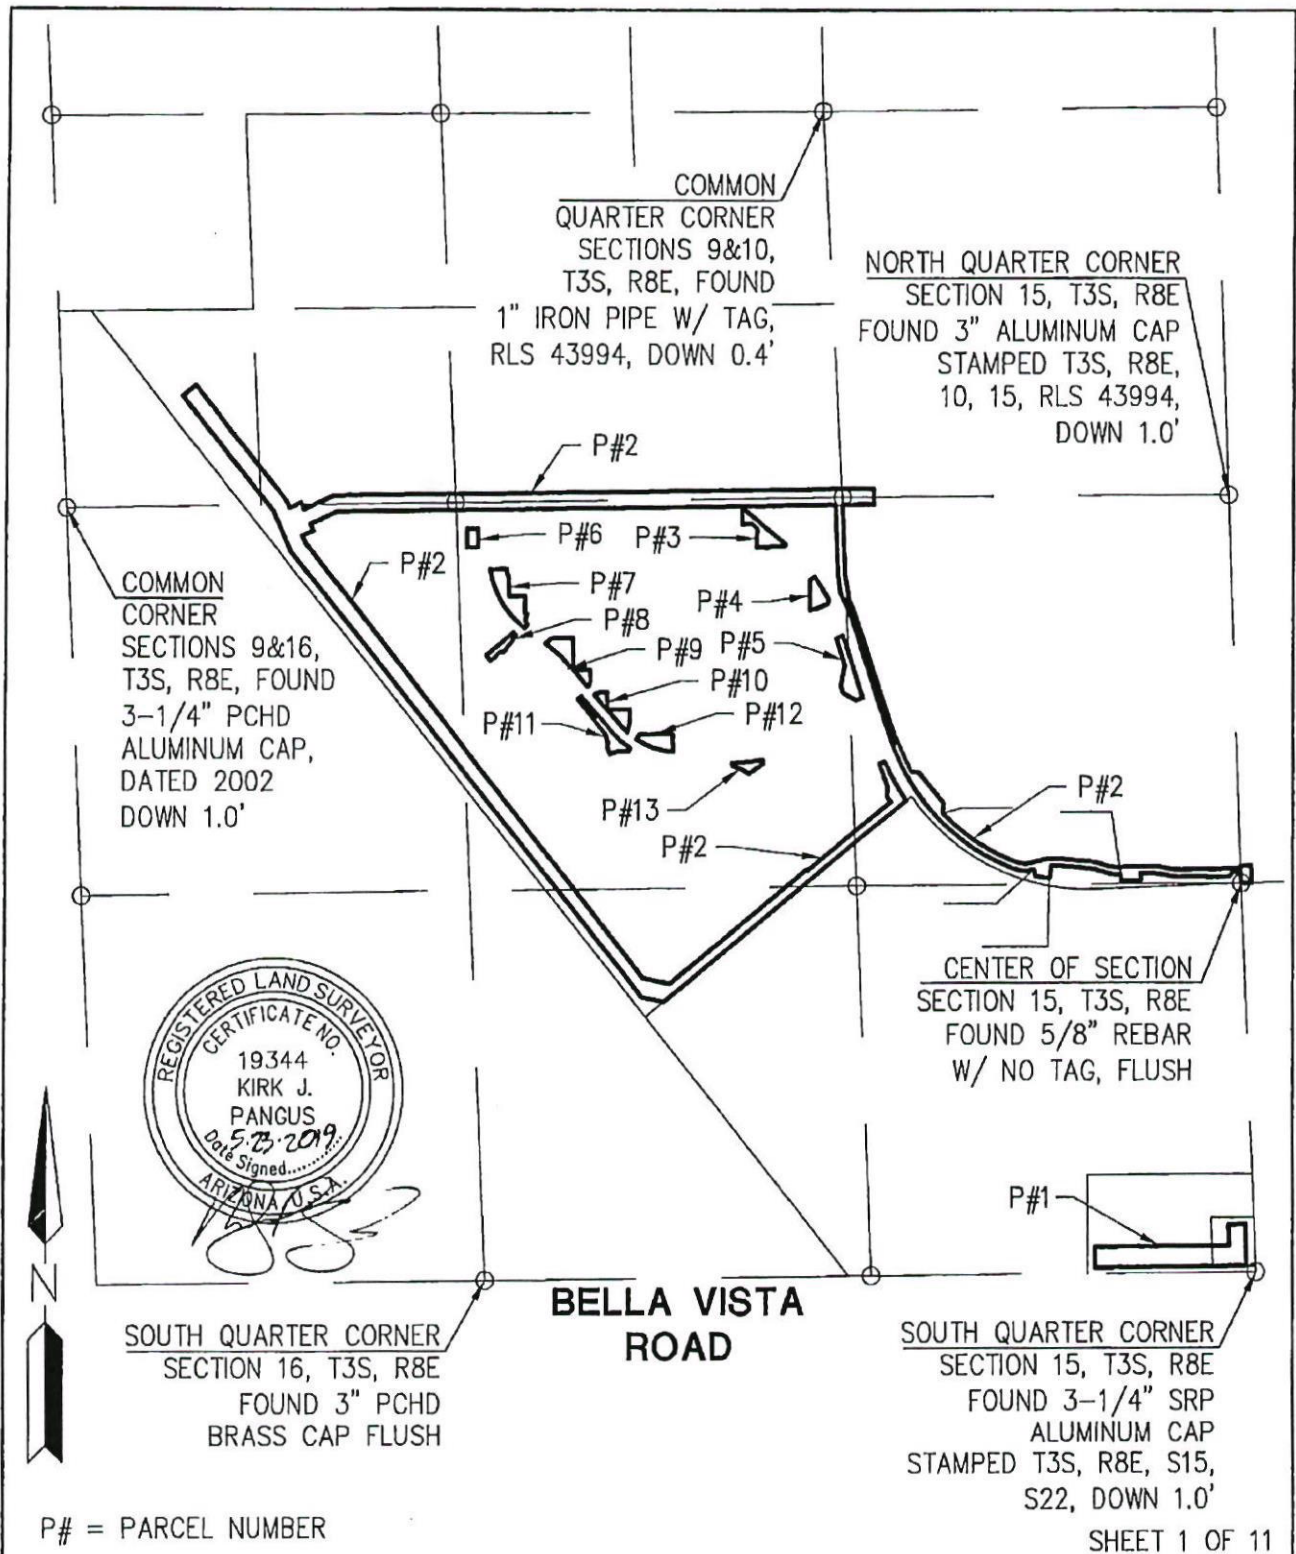 COMMON
QUARTER CORNER
SECTIONS 9&10,
T3S, R8E, FOUND
1" IRON PIPE W/ TAG,
RLS 43994, DOWN 0.4'
NORTH QUARTER CORNER
SECTION 15, T3S, R8E
FOUND 3" ALUMINUM CAP
STAMPED T3S, R8E,
10, 15, RLS 43994,
DOWN 1.0'
P#2
P#6
P#3
P#2
P#7
P#4
P#8
P#5
P#9
P#10
P#11
P#12
P#13
P#2
P#2
COMMON
CORNER
SECTIONS 9&16,
T3S, R8E, FOUND
3-1/4" PCHD
ALUMINUM CAP,
DATED 2002
DOWN 1.0'
CENTER OF SECTION
SECTION 15, T3S, R8E
FOUND 5/8" REBAR
W/ NO TAG, FLUSH
REGISTERED LAND SURVEYOR
CERTIFICATE NO.
19344
KIRK J.
PANGUS
5.23.2019
Date Signed..........
ARIZONA, U.S.A.
N
P#1
BELLA VISTA
ROAD
SOUTH QUARTER CORNER
SECTION 16, T3S, R8E
FOUND 3" PCHD
BRASS CAP FLUSH
SOUTH QUARTER CORNER
SECTION 15, T3S, R8E
FOUND 3-1/4" SRP
ALUMINUM CAP
STAMPED T3S, R8E, S15,
S22, DOWN 1.0'
P# = PARCEL NUMBER
SHEET 1 OF 11